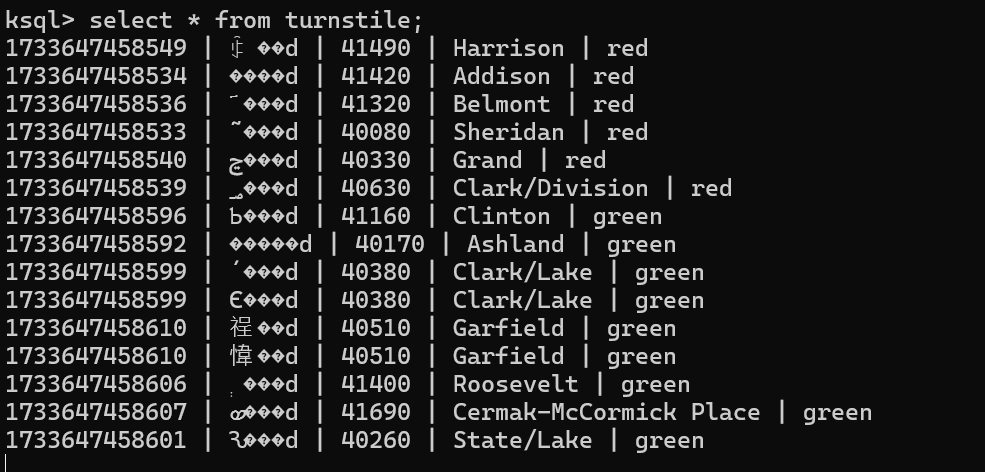 ksql> select * from turnstile;
1733647458549 | ��d | 41490 | Harrison | red
1733647458534 | ����d | 41420 | Addison | red
1733647458536 | ���d | 41320 | Belmont | red
1733647458533 | ���d | 40080 | Sheridan | red
1733647458540 | ���d | 40330 | Grand | red
1733647458539 | ���d | 40630 | Clark/Division | red
1733647458596 | ���d | 41160 | Clinton | green
1733647458592 | �����d | 40170 | Ashland | green
1733647458599 | ���d | 40380 | Clark/Lake | green
1733647458599 | Є���d | 40380 | Clark/Lake | green
1733647458610 | ��d | 40510 | Garfield | green
1733647458610 | ��d | 40510 | Garfield | green
1733647458606 | ���d | 41400 | Roosevelt | green
1733647458607 | ���d | 41690 | Cermak-McCormick Place | green
1733647458601 | ���d | 40260 | State/Lake | green